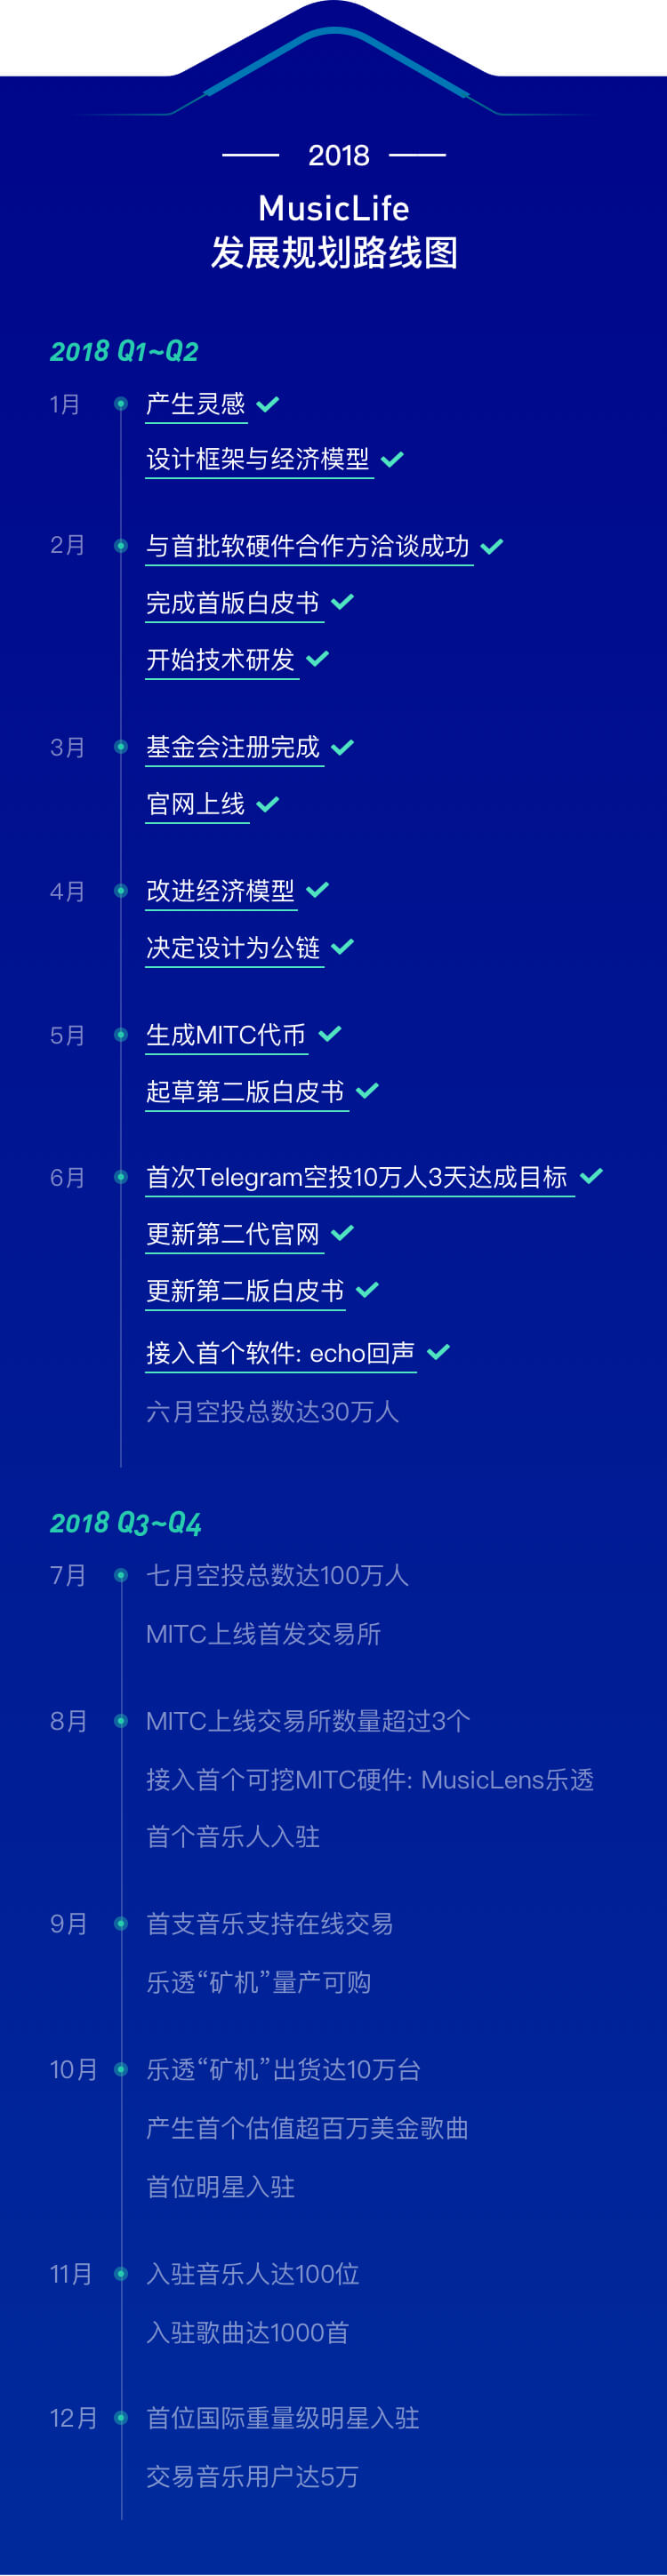 2018
MusicLife
发展规划路线图
2018 Q1~Q2
1月 产生灵感
设计框架与经济模型
2月 与首批软硬件合作方洽谈成功
完成首版白皮书
开始技术研发
3月 基金会注册完成
官网上线
4月 改进经济模型
决定设计为公链
5月 生成MITC代币
起草第二版白皮书
6月 首次Telegram空投10万人3天达成目标
更新第二代官网
更新第二版白皮书
接入首个软件: echo回声
六月空投总数达30万人
2018 Q3~Q4
7月 七月空投总数达100万人
MITC上线首发交易所
8月 MITC上线交易所数量超过3个
接入首个可挖MITC硬件: MusicLens乐透
首个音乐人入驻
9月 首支音乐支持在线交易
乐透“矿机”量产可购
10月 乐透“矿机”出货达10万台
产生首个估值超百万美金歌曲
首位明星入驻
11月 入驻音乐人达100位
入驻歌曲达1000首
12月 首位国际重量级明星入驻
交易音乐用户达5万